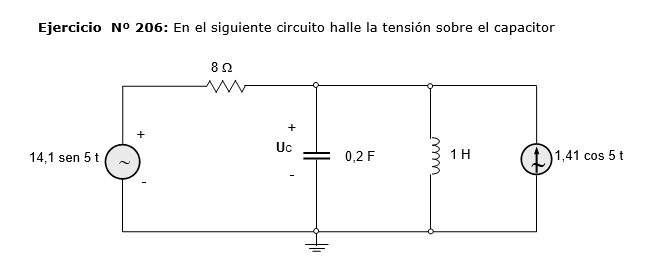 Ejercicio Nº 206: En el siguiente circuito halle la tensión sobre el capacitor
8 Ω
+
+
14,1 sen 5 t
~
Uc
0,2 F
1 H
~
1,41 cos 5 t
-
-